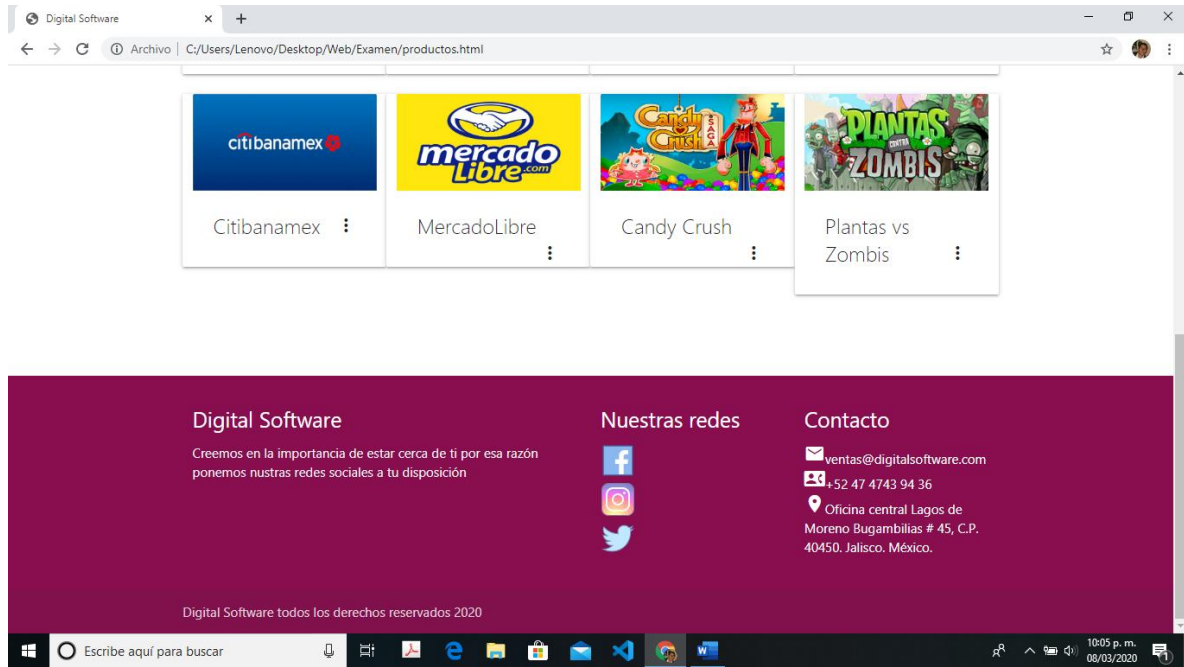 Digital Software
Archivo | C:/Users/Lenovo/Desktop/Web/Examen/productos.html
citibanamex
mercado
Libre.com
Candy
Crush
SAGA
PLANTAS
CONTRA
ZOMBIS
Citibanamex
MercadoLibre
Candy Crush
Plantas vs
Zombis
Digital Software
Creemos en la importancia de estar cerca de ti por esa razón
ponemos nustras redes sociales a tu disposición
Nuestras redes
Contacto
ventas@digitalsoftware.com
+52 47 4743 94 36
Oficina central Lagos de
Moreno Bugambilias # 45, C.P.
40450. Jalisco. México.
Digital Software todos los derechos reservados 2020
Escribe aquí para buscar
10:05 p. m.
08/03/2020